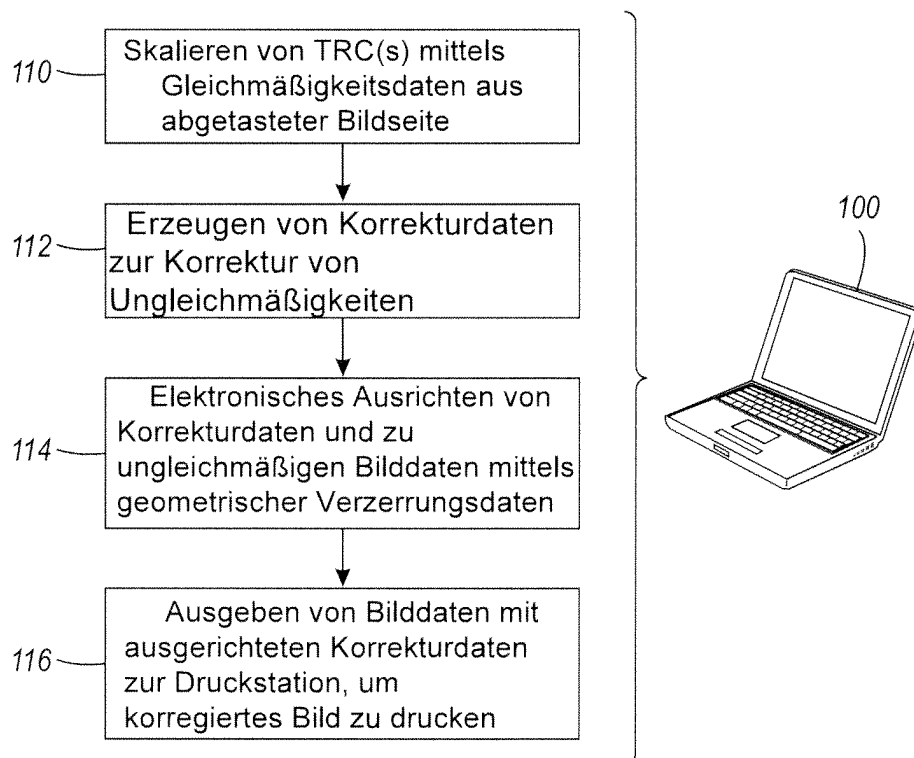 110
Skalieren von TRC(s) mittels
Gleichmäßigkeitsdaten aus
abgetasteter Bildseite
112
Erzeugen von Korrekturdaten
zur Korrektur von
Ungleichmäßigkeiten
100
114
Elektronisches Ausrichten von
Korrekturdaten und zu
ungleichmäßigen Bilddaten mittels
geometrischer Verzerrungsdaten
116
Ausgeben von Bilddaten mit
ausgerichteten Korrekturdaten
zur Druckstation, um
korregiertes Bild zu drucken